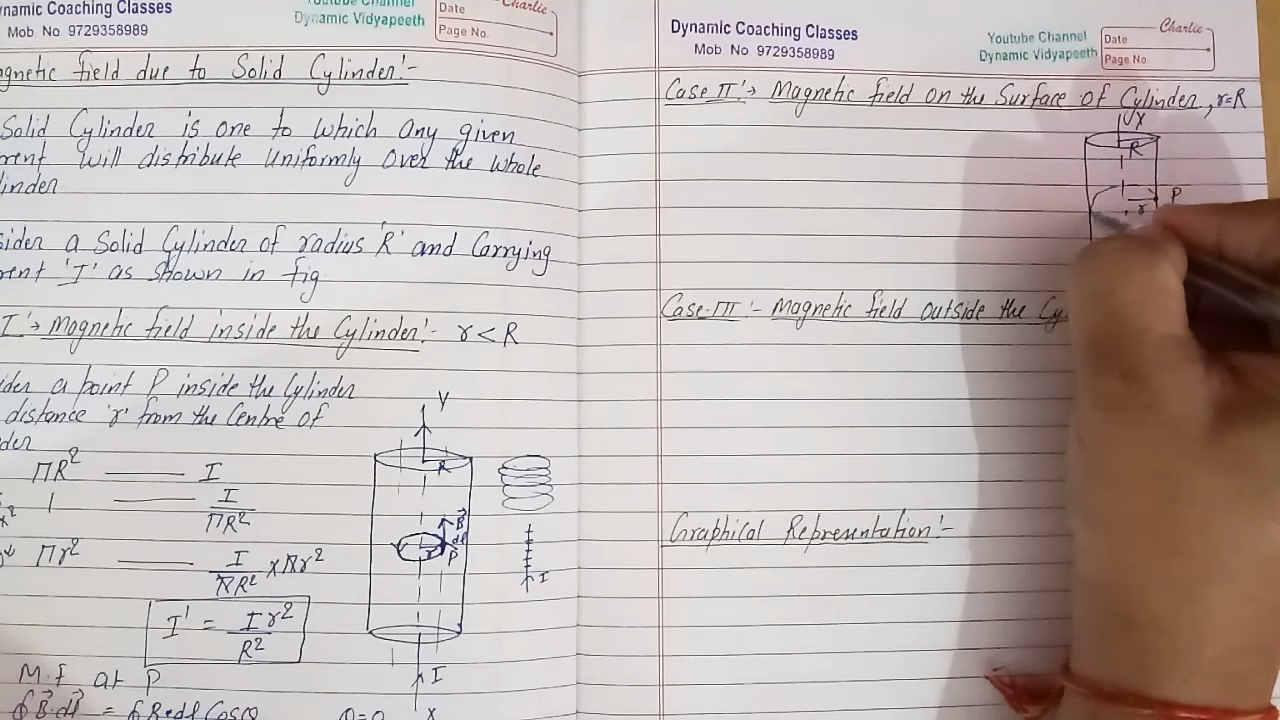 namic Coaching Classes
Mob No 9729358989
Youtube Channel
Dynamic Vidyapeeth
Charlie
Date
Page No.
gnetic field due to Solid Cylinder:-
Solid Cylinder is one to which any given
rent will distribute Uniformly Over the whole
linder
sider a Solid Cylinder of radius 'R' and Carrying
rent 'I' as shown in fig
I:→ Magnetic field inside the Cylinder:- r<R
ider a point P inside the Cylinder
distance 'r' from the Centre of
der
ΠR² —— I
1 —— I/ΠR²
Πr² —— I/ΠR² × Πr²
I' = Ir²/R²
M.F at P
∮B⃗.dl⃗ = ∮Bdl Cosθ θ=0
Y
R
B⃗
dl
r
P
I
X
I
Dynamic Coaching Classes
Mob No 9729358989
Youtube Channel
Dynamic Vidyapeeth
Charlie
Date
Page No.
Case II:→ Magnetic field on the Surface of Cylinder, r=R
Y
R
P
r
Case-III:- Magnetic field outside the Cy
Graphical Representation:-